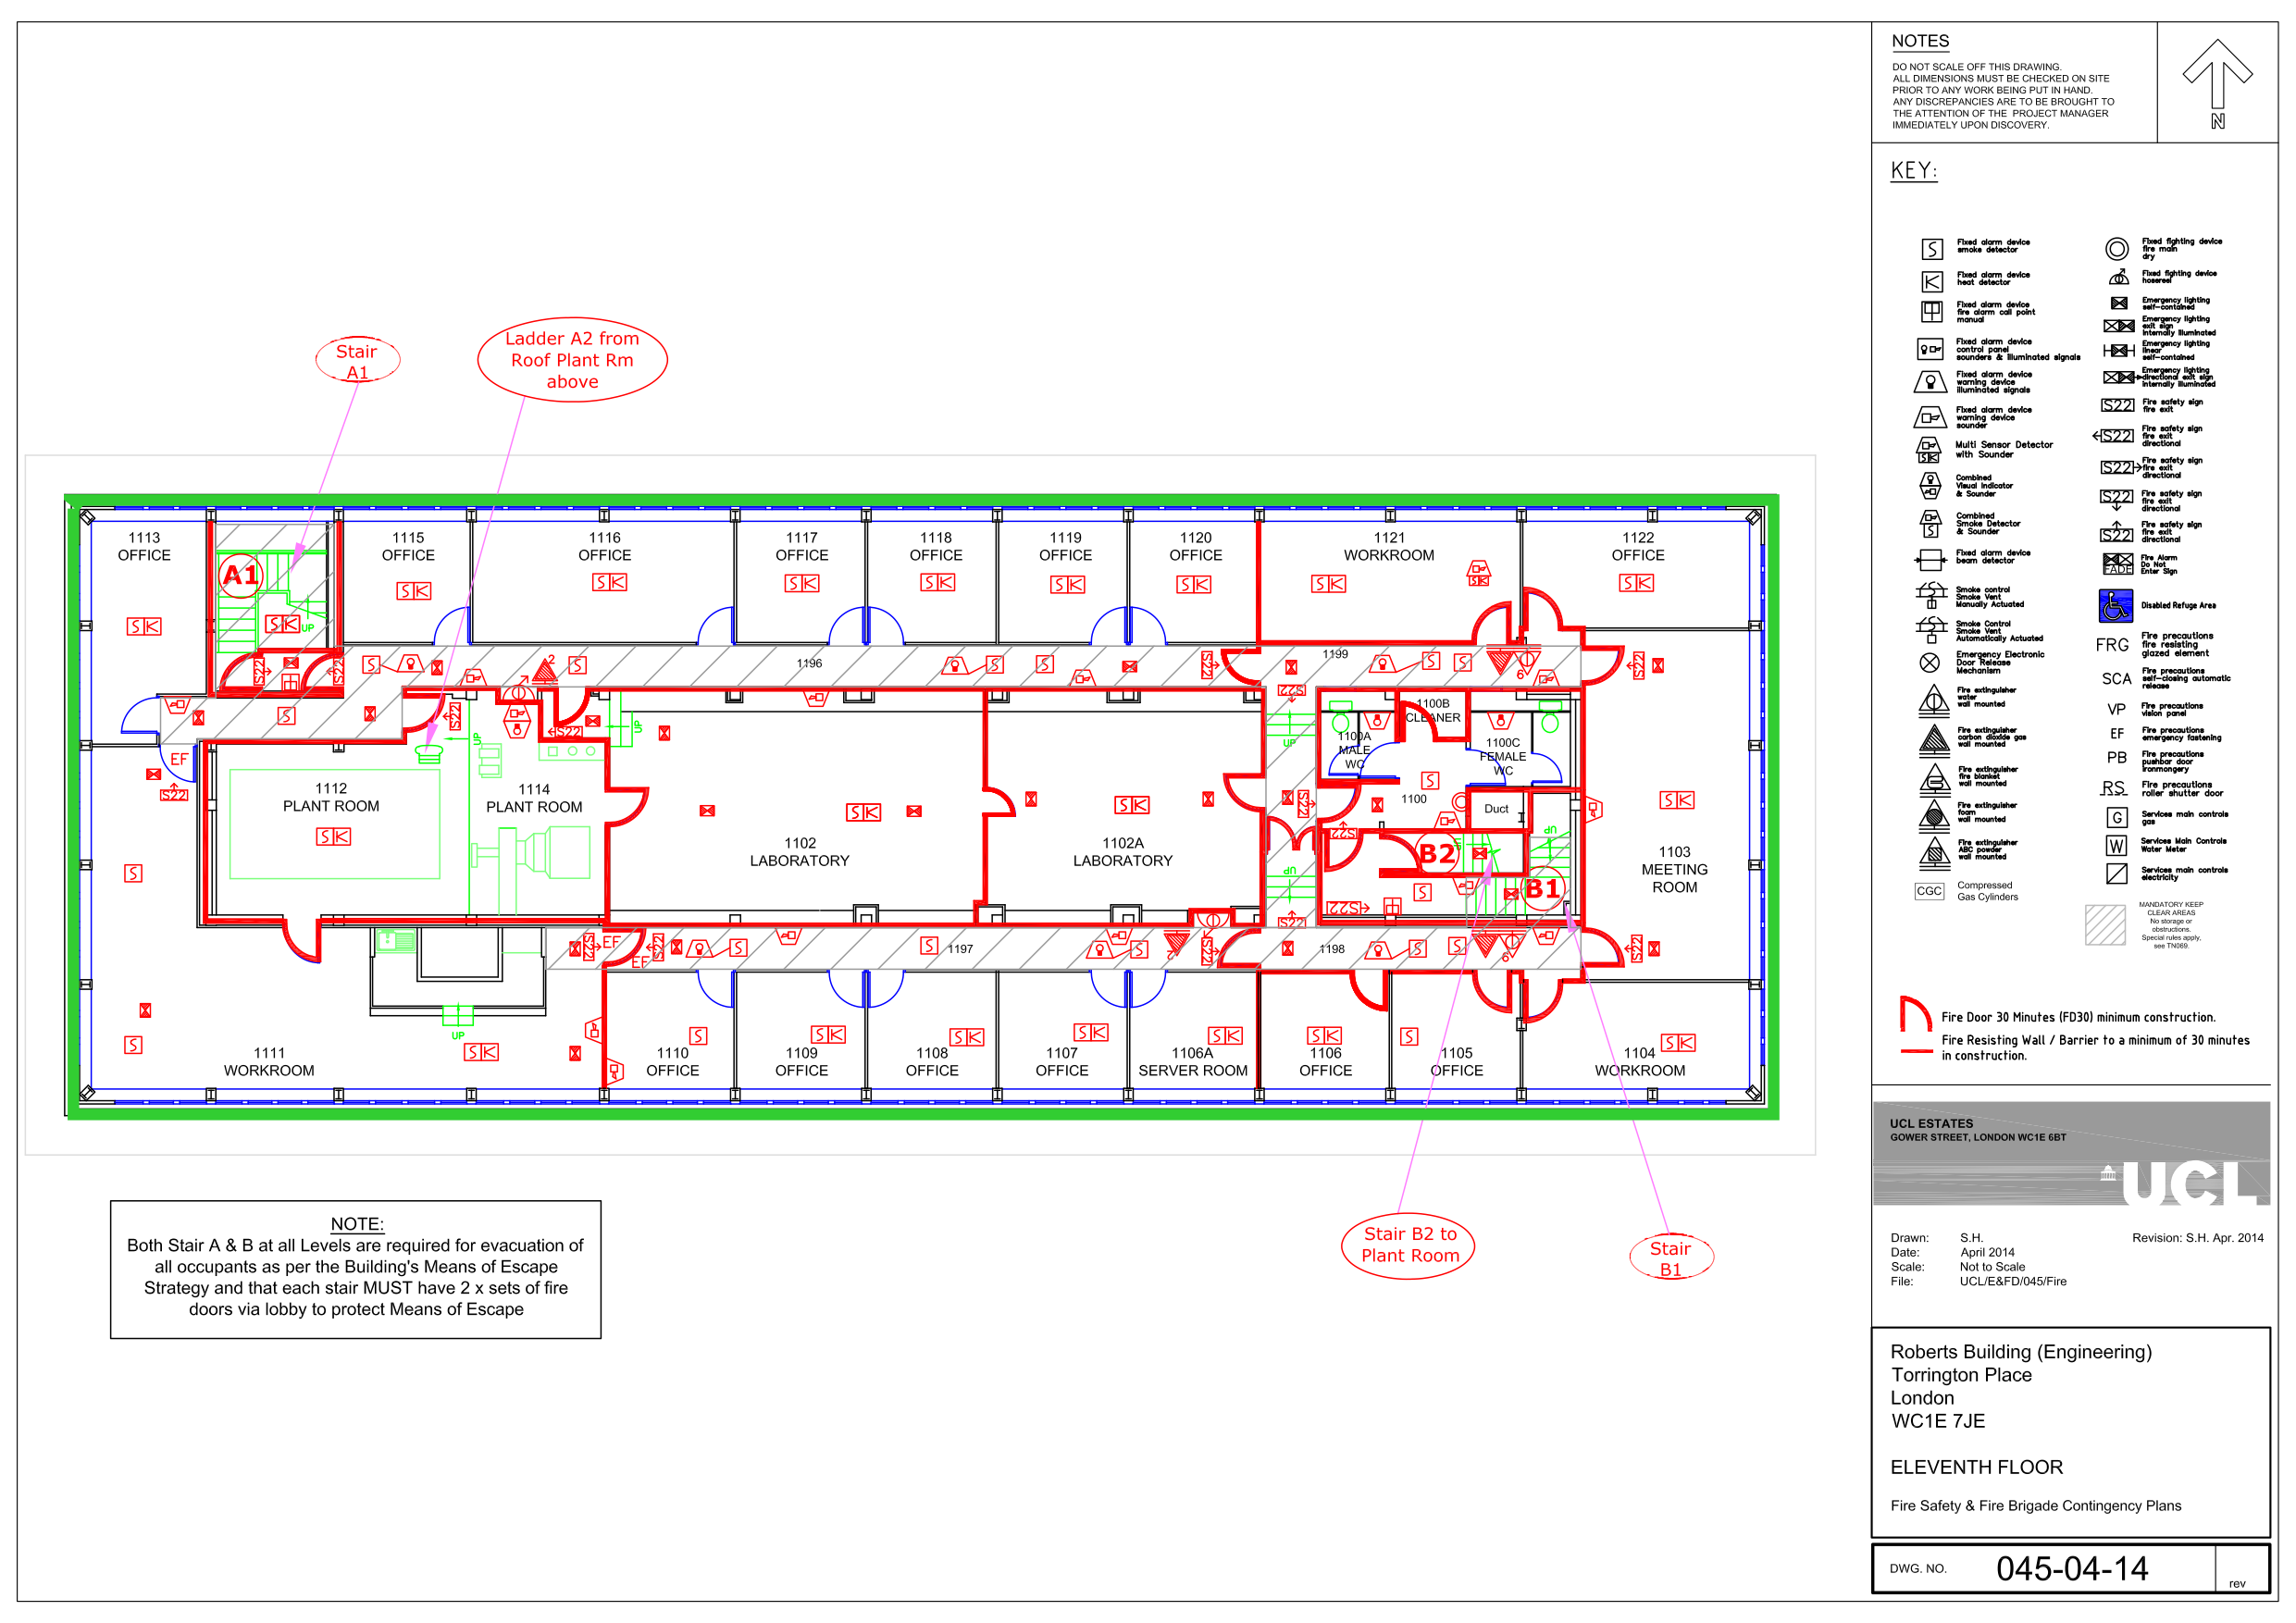 NOTES
DO NOT SCALE OFF THIS DRAWING.
ALL DIMENSIONS MUST BE CHECKED ON SITE
PRIOR TO ANY WORK BEING PUT IN HAND.
ANY DISCREPANCIES ARE TO BE BROUGHT TO
THE ATTENTION OF THE PROJECT MANAGER
IMMEDIATELY UPON DISCOVERY.
N
KEY:
S
Fixed alarm device
smoke detector
Fixed alarm device
heat detector
Fixed alarm device
fire alarm call point
manual
Fixed alarm device
control panel
sounders & illuminated signals
Fixed alarm device
warning device
illuminated signals
Fixed alarm device
warning device
sounder
Multi Sensor Detector
with Sounder
Combined
Visual Indicator
& Sounder
Combined
Smoke Detector
& Sounder
Fixed alarm device
beam detector
Smoke control
Smoke Vent
Manually Actuated
Smoke Control
Smoke Vent
Automatically Actuated
Emergency Electronic
Door Release
Mechanism
Fire extinguisher
water
wall mounted
Fire extinguisher
carbon dioxide gas
wall mounted
Fire extinguisher
fire blanket
wall mounted
Fire extinguisher
foam
wall mounted
Fire extinguisher
ABC powder
wall mounted
CGC
Compressed
Gas Cylinders
Fixed fighting device
fire main
dry
Fixed fighting device
hosereel
Emergency lighting
self-contained
Emergency lighting
exit sign
internally illuminated
Emergency lighting
linear
self-contained
Emergency lighting
directional exit sign
internally illuminated
S22 Fire safety sign
fire exit
S22 Fire safety sign
fire exit
directional
S22 Fire safety sign
fire exit
directional
S22 Fire safety sign
fire exit
directional
S22 Fire safety sign
fire exit
directional
FADE
Fire Alarm
Do Not
Enter Sign
Disabled Refuge Area
FRG Fire precautions
fire resisting
glazed element
SCA Fire precautions
self-closing automatic
release
VP Fire precautions
vision panel
EF Fire precautions
emergency fastening
PB Fire precautions
pushbar door
ironmongery
RS Fire precautions
roller shutter door
G Services main controls
gas
W Services Main Controls
Water Meter
Services main controls
electricity
MANDATORY KEEP
CLEAR AREAS
No storage or
obstructions.
Special rules apply,
see TN069.
Fire Door 30 Minutes (FD30) minimum construction.
Fire Resisting Wall / Barrier to a minimum of 30 minutes
in construction.
UCL ESTATES
GOWER STREET, LONDON WC1E 6BT
UCL
Drawn: S.H. Revision: S.H. Apr. 2014
Date: April 2014
Scale: Not to Scale
File: UCL/E&FD/045/Fire
Roberts Building (Engineering)
Torrington Place
London
WC1E 7JE
ELEVENTH FLOOR
Fire Safety & Fire Brigade Contingency Plans
DWG. NO. 045-04-14
rev
Stair
A1
Ladder A2 from
Roof Plant Rm
above
1113
OFFICE
A1
UP
1115
OFFICE
1116
OFFICE
1117
OFFICE
1118
OFFICE
1119
OFFICE
1120
OFFICE
1121
WORKROOM
1122
OFFICE
1196
1199
1112
PLANT ROOM
1114
PLANT ROOM
1102
LABORATORY
1102A
LABORATORY
1100A
MALE
WC
1100B
CLEANER
1100C
FEMALE
WC
1100
Duct
B2
B1
1103
MEETING
ROOM
EF
EF
EF
1197
1198
UP
1111
WORKROOM
1110
OFFICE
1109
OFFICE
1108
OFFICE
1107
OFFICE
1106A
SERVER ROOM
1106
OFFICE
1105
OFFICE
1104
WORKROOM
Stair B2 to
Plant Room
Stair
B1
NOTE:
Both Stair A & B at all Levels are required for evacuation of
all occupants as per the Building's Means of Escape
Strategy and that each stair MUST have 2 x sets of fire
doors via lobby to protect Means of Escape